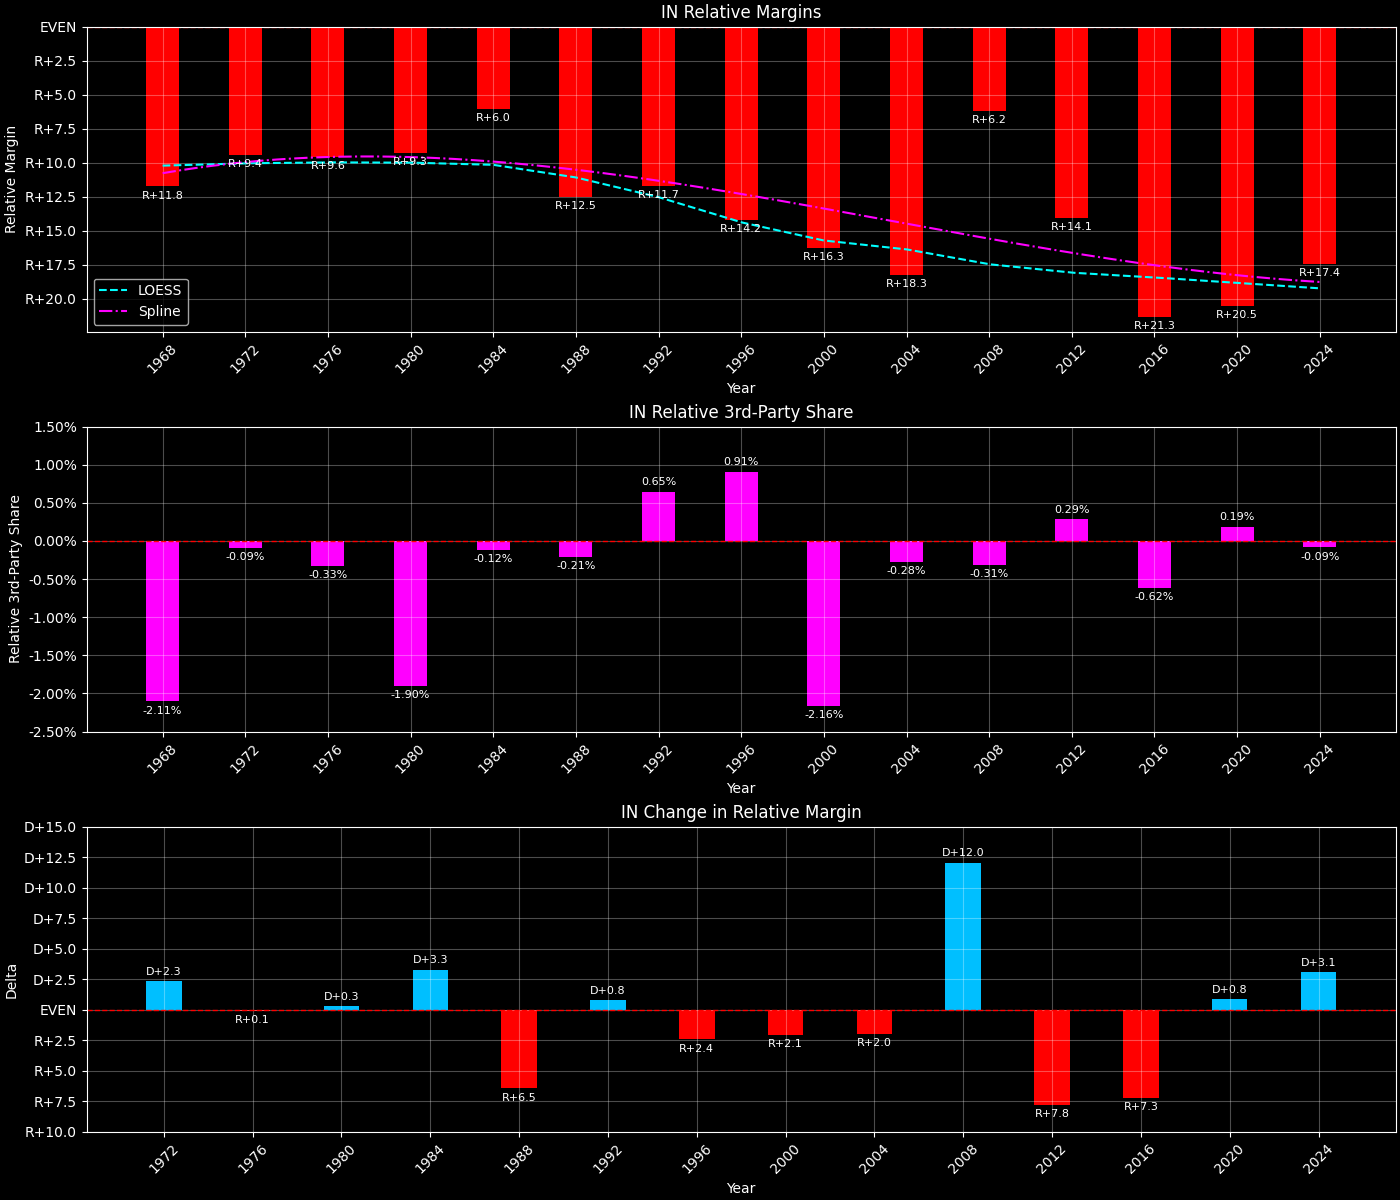 IN Relative Margins
EVEN
R+2.5
R+5.0
R+7.5
R+10.0
R+12.5
R+15.0
R+17.5
R+20.0
Relative Margin
R+11.8
R+9.4
R+9.6
R+9.3
R+6.0
R+12.5
R+11.7
R+14.2
R+16.3
R+18.3
R+6.2
R+14.1
R+21.3
R+20.5
R+17.4
LOESS
Spline
1968 1972 1976 1980 1984 1988 1992 1996 2000 2004 2008 2012 2016 2020 2024
Year
IN Relative 3rd-Party Share
1.50%
1.00%
0.50%
0.00%
-0.50%
-1.00%
-1.50%
-2.00%
-2.50%
Relative 3rd-Party Share
-2.11%
-0.09%
-0.33%
-1.90%
-0.12%
-0.21%
0.65%
0.91%
-2.16%
-0.28%
-0.31%
0.29%
-0.62%
0.19%
-0.09%
1968 1972 1976 1980 1984 1988 1992 1996 2000 2004 2008 2012 2016 2020 2024
Year
IN Change in Relative Margin
D+15.0
D+12.5
D+10.0
D+7.5
D+5.0
D+2.5
EVEN
R+2.5
R+5.0
R+7.5
R+10.0
Delta
D+2.3
R+0.1
D+0.3
D+3.3
R+6.5
D+0.8
R+2.4
R+2.1
R+2.0
D+12.0
R+7.8
R+7.3
D+0.8
D+3.1
1972 1976 1980 1984 1988 1992 1996 2000 2004 2008 2012 2016 2020 2024
Year